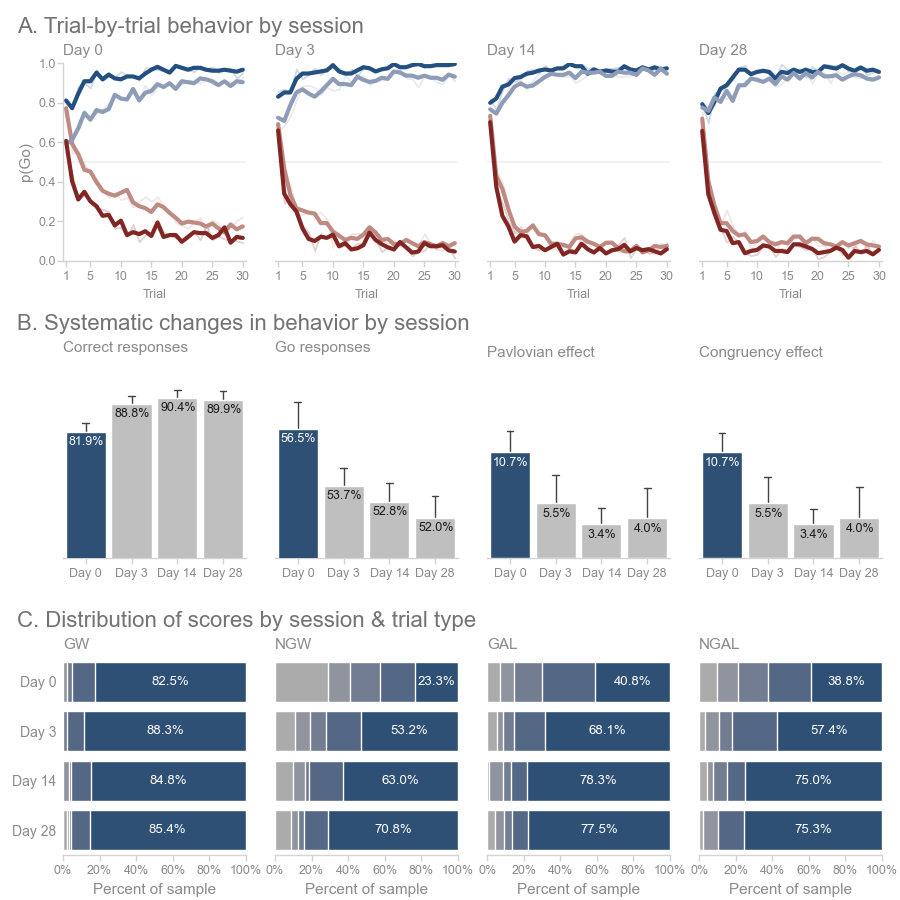 A. Trial-by-trial behavior by session
Day 0 Day 3 Day 14 Day 28
1.0
0.8
0.6
0.4
0.2
0.0
p(Go)
1 5 10 15 20 25 30 1 5 10 15 20 25 30 1 5 10 15 20 25 30 1 5 10 15 20 25 30
Trial Trial Trial Trial
B. Systematic changes in behavior by session
Correct responses Go responses Pavlovian effect Congruency effect
81.9% 88.8% 90.4% 89.9% 56.5% 53.7% 52.8% 52.0% 10.7% 5.5% 3.4% 4.0% 10.7% 5.5% 3.4% 4.0%
Day 0 Day 3 Day 14 Day 28 Day 0 Day 3 Day 14 Day 28 Day 0 Day 3 Day 14 Day 28 Day 0 Day 3 Day 14 Day 28
C. Distribution of scores by session & trial type
GW NGW GAL NGAL
Day 0 82.5% 23.3% 40.8% 38.8%
Day 3 88.3% 53.2% 68.1% 57.4%
Day 14 84.8% 63.0% 78.3% 75.0%
Day 28 85.4% 70.8% 77.5% 75.3%
0% 20% 40% 60% 80% 100% 0% 20% 40% 60% 80% 100% 0% 20% 40% 60% 80% 100% 0% 20% 40% 60% 80% 100%
Percent of sample Percent of sample Percent of sample Percent of sample